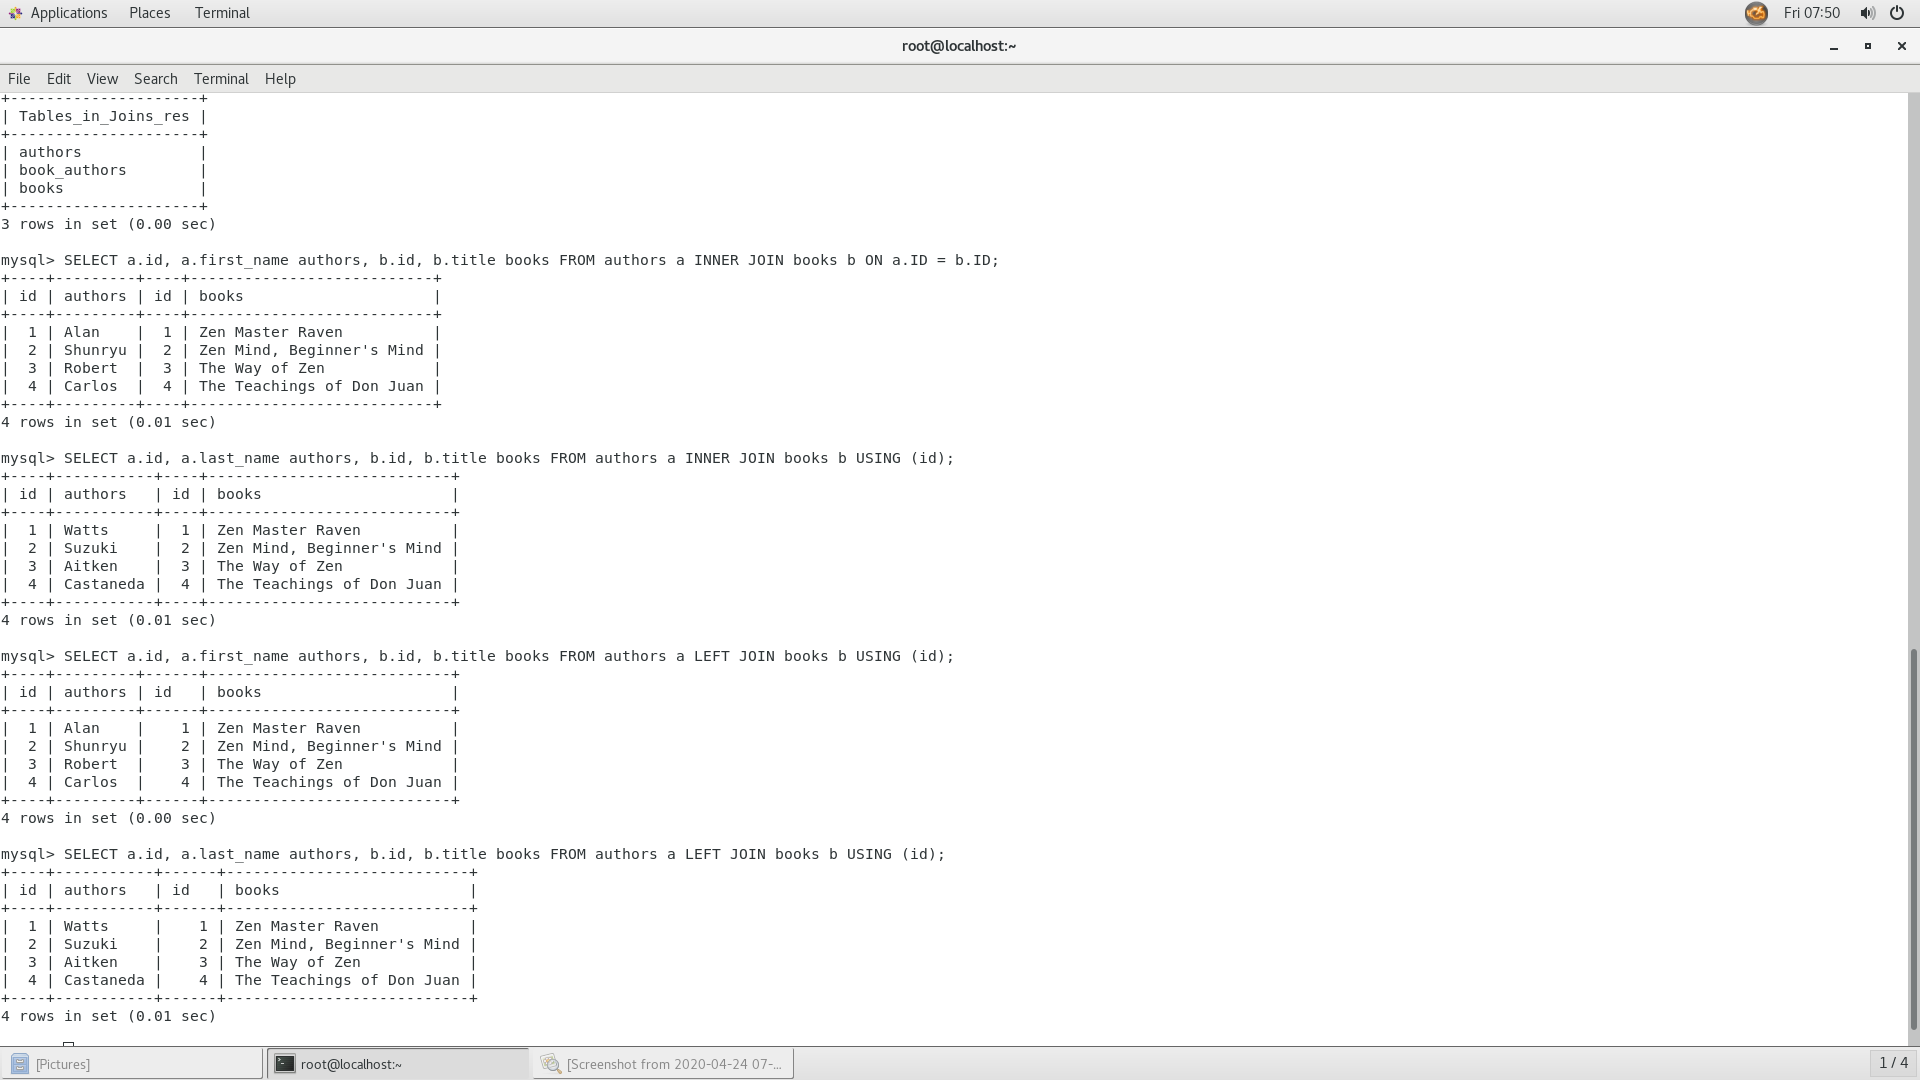 Applications Places Terminal Fri 07:50
root@localhost:~
File Edit View Search Terminal Help
+---------------------+
| Tables_in_Joins_res |
+---------------------+
| authors             |
| book_authors        |
| books               |
+---------------------+
3 rows in set (0.00 sec)

mysql> SELECT a.id, a.first_name authors, b.id, b.title books FROM authors a INNER JOIN books b ON a.ID = b.ID;
+----+---------+----+---------------------------+
| id | authors | id | books                     |
+----+---------+----+---------------------------+
|  1 | Alan    |  1 | Zen Master Raven          |
|  2 | Shunryu |  2 | Zen Mind, Beginner's Mind |
|  3 | Robert  |  3 | The Way of Zen            |
|  4 | Carlos  |  4 | The Teachings of Don Juan |
+----+---------+----+---------------------------+
4 rows in set (0.01 sec)

mysql> SELECT a.id, a.last_name authors, b.id, b.title books FROM authors a INNER JOIN books b USING (id);
+----+-----------+----+---------------------------+
| id | authors   | id | books                     |
+----+-----------+----+---------------------------+
|  1 | Watts     |  1 | Zen Master Raven          |
|  2 | Suzuki    |  2 | Zen Mind, Beginner's Mind |
|  3 | Aitken    |  3 | The Way of Zen            |
|  4 | Castaneda |  4 | The Teachings of Don Juan |
+----+-----------+----+---------------------------+
4 rows in set (0.01 sec)

mysql> SELECT a.id, a.first_name authors, b.id, b.title books FROM authors a LEFT JOIN books b USING (id);
+----+---------+------+---------------------------+
| id | authors | id   | books                     |
+----+---------+------+---------------------------+
|  1 | Alan    |    1 | Zen Master Raven          |
|  2 | Shunryu |    2 | Zen Mind, Beginner's Mind |
|  3 | Robert  |    3 | The Way of Zen            |
|  4 | Carlos  |    4 | The Teachings of Don Juan |
+----+---------+------+---------------------------+
4 rows in set (0.00 sec)

mysql> SELECT a.id, a.last_name authors, b.id, b.title books FROM authors a LEFT JOIN books b USING (id);
+----+-----------+------+---------------------------+
| id | authors   | id   | books                     |
+----+-----------+------+---------------------------+
|  1 | Watts     |    1 | Zen Master Raven          |
|  2 | Suzuki    |    2 | Zen Mind, Beginner's Mind |
|  3 | Aitken    |    3 | The Way of Zen            |
|  4 | Castaneda |    4 | The Teachings of Don Juan |
+----+-----------+------+---------------------------+
4 rows in set (0.01 sec)

[Pictures] root@localhost:~ [Screenshot from 2020-04-24 07-... 1 / 4